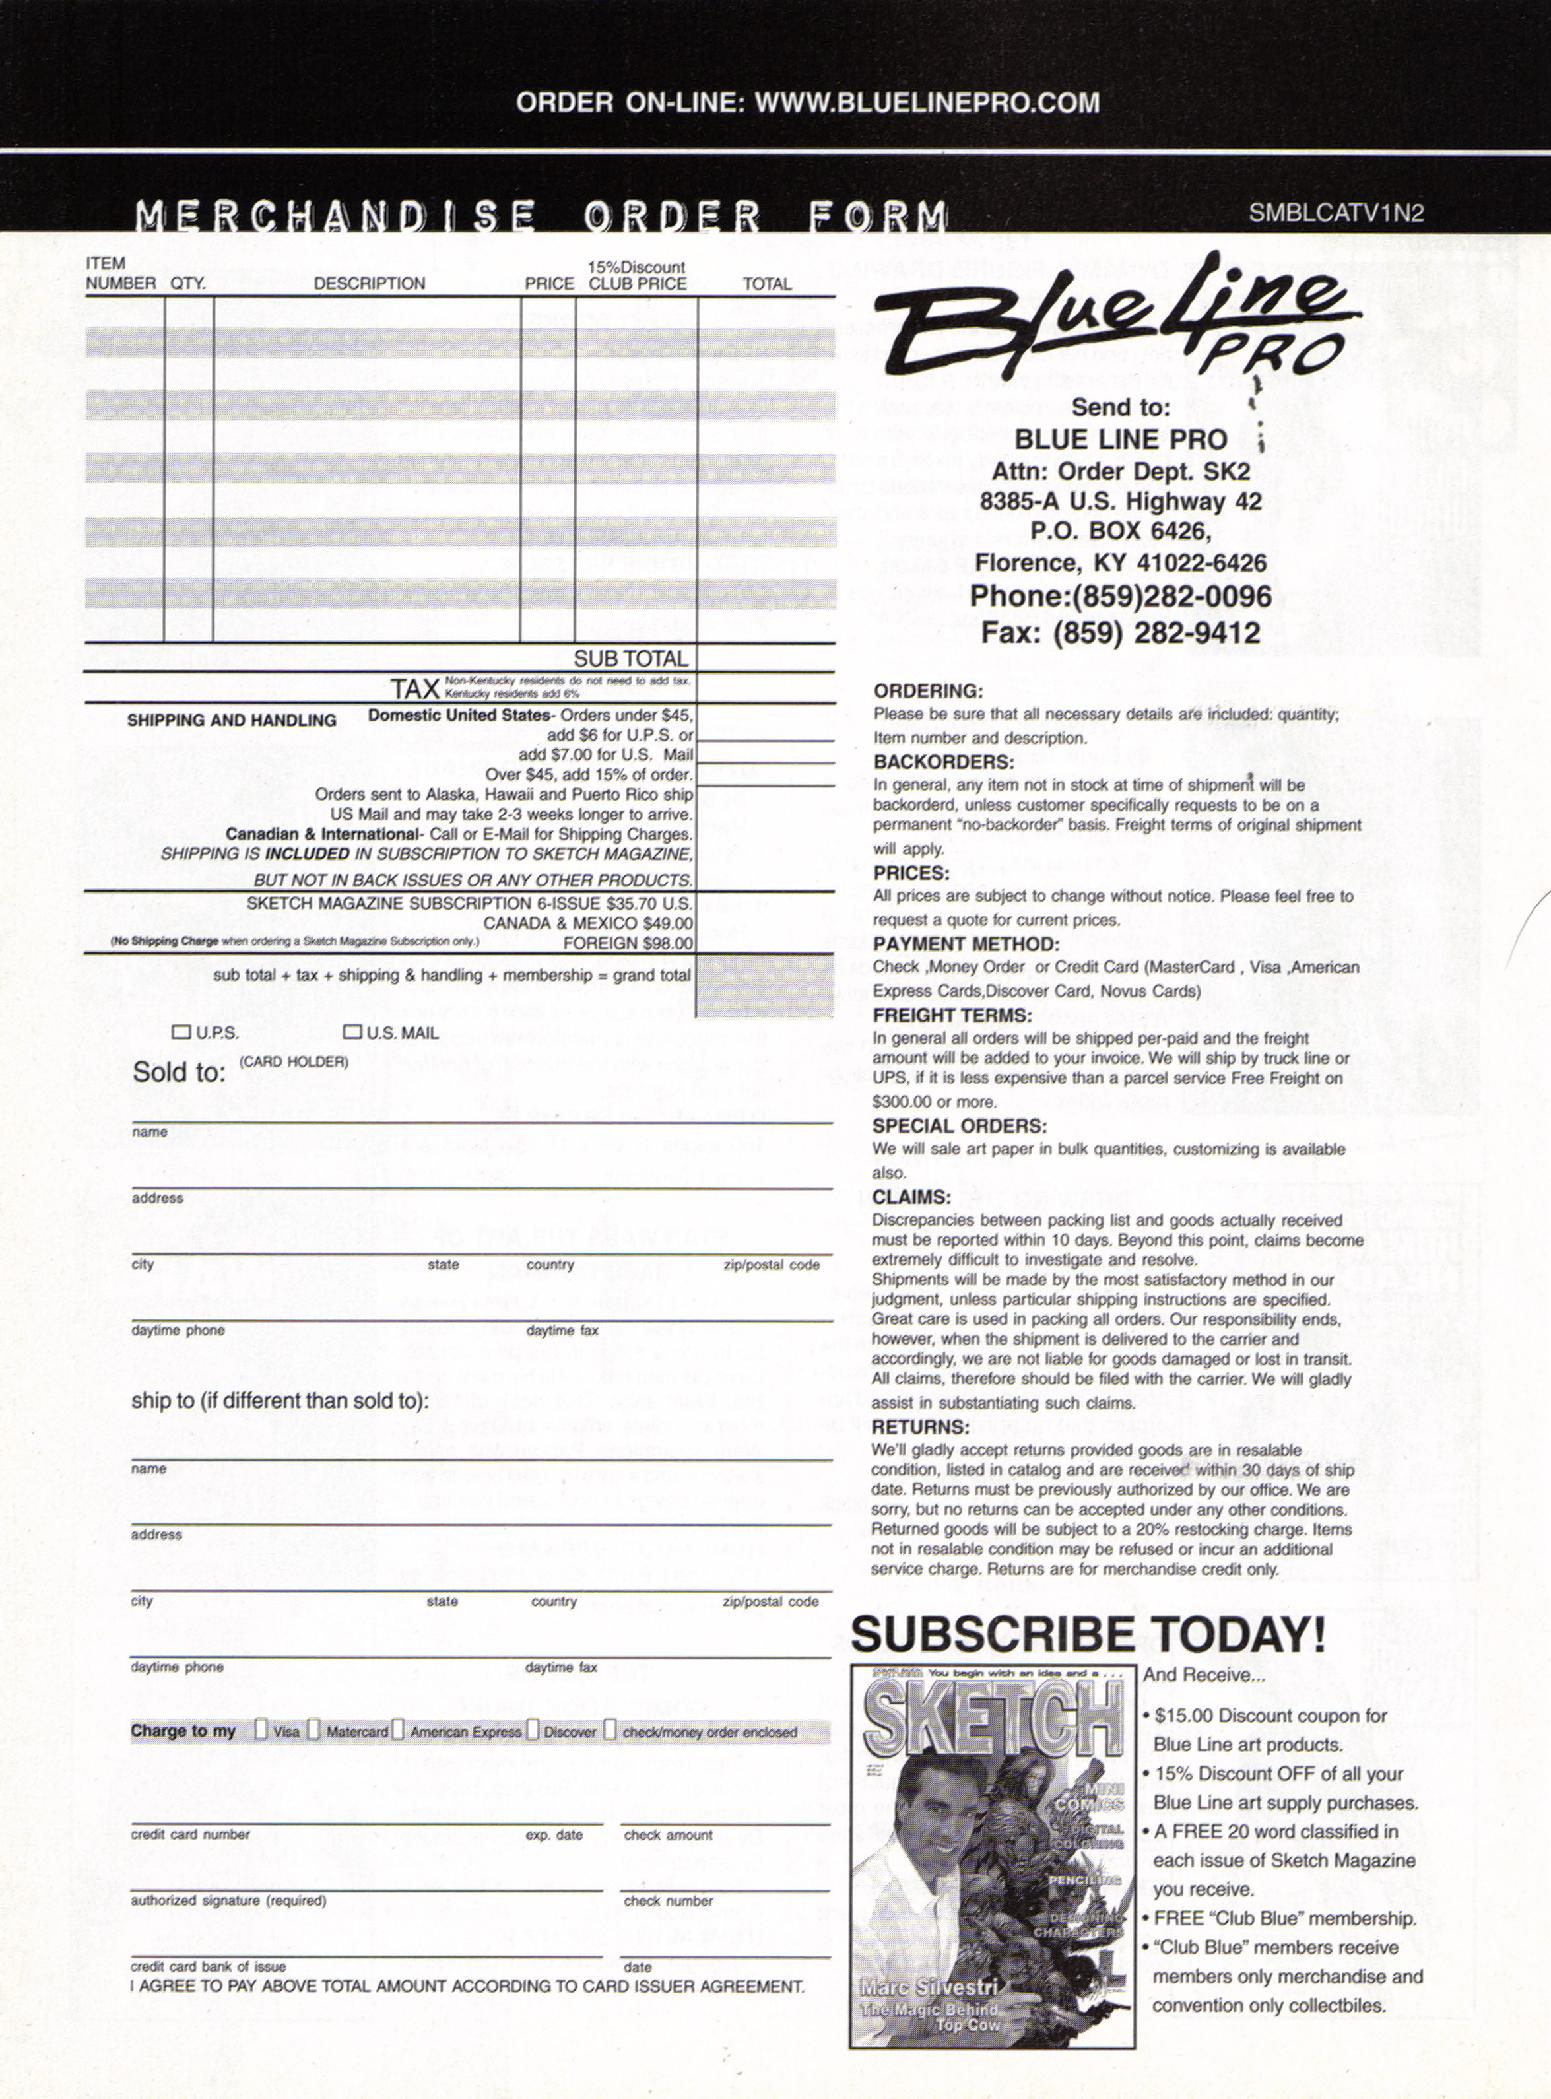 ORDER ON-LINE: WWW.BLUELINEPRO.COM
MERCHANDISE ORDER FORM
SMBLCATV1N2
ITEM NUMBER QTY. DESCRIPTION PRICE 15%Discount CLUB PRICE TOTAL
SUB TOTAL
TAX Non-Kentucky residents do not need to add tax.
Kentucky residents add 6%
SHIPPING AND HANDLING Domestic United States- Orders under $45,
add $6 for U.P.S. or
add $7.00 for U.S. Mail
Over $45, add 15% of order.
Orders sent to Alaska, Hawaii and Puerto Rico ship
US Mail and may take 2-3 weeks longer to arrive.
Canadian & International- Call or E-Mail for Shipping Charges.
SHIPPING IS INCLUDED IN SUBSCRIPTION TO SKETCH MAGAZINE,
BUT NOT IN BACK ISSUES OR ANY OTHER PRODUCTS.
SKETCH MAGAZINE SUBSCRIPTION 6-ISSUE $35.70 U.S.
CANADA & MEXICO $49.00
(No Shipping Charge when ordering a Sketch Magazine Subscription only.) FOREIGN $98.00
sub total + tax + shipping & handling + membership = grand total
U.P.S. U.S. MAIL
Sold to: (CARD HOLDER)
name
address
city state country zip/postal code
daytime phone daytime fax
ship to (if different than sold to):
name
address
city state country zip/postal code
daytime phone daytime fax
Charge to my Visa Matercard American Express Discover check/money order enclosed
credit card number exp. date check amount
authorized signature (required) check number
credit card bank of issue date
I AGREE TO PAY ABOVE TOTAL AMOUNT ACCORDING TO CARD ISSUER AGREEMENT.
Blue Line
PRO
Send to:
BLUE LINE PRO
Attn: Order Dept. SK2
8385-A U.S. Highway 42
P.O. BOX 6426,
Florence, KY 41022-6426
Phone:(859)282-0096
Fax: (859) 282-9412
ORDERING:
Please be sure that all necessary details are included: quantity;
Item number and description.
BACKORDERS:
In general, any item not in stock at time of shipment will be
backorderd, unless customer specifically requests to be on a
permanent "no-backorder" basis. Freight terms of original shipment
will apply.
PRICES:
All prices are subject to change without notice. Please feel free to
request a quote for current prices.
PAYMENT METHOD:
Check ,Money Order or Credit Card (MasterCard , Visa ,American
Express Cards,Discover Card, Novus Cards)
FREIGHT TERMS:
In general all orders will be shipped per-paid and the freight
amount will be added to your invoice. We will ship by truck line or
UPS, if it is less expensive than a parcel service Free Freight on
$300.00 or more.
SPECIAL ORDERS:
We will sale art paper in bulk quantities, customizing is available
also.
CLAIMS:
Discrepancies between packing list and goods actually received
must be reported within 10 days. Beyond this point, claims become
extremely difficult to investigate and resolve.
Shipments will be made by the most satisfactory method in our
judgment, unless particular shipping instructions are specified.
Great care is used in packing all orders. Our responsibility ends,
however, when the shipment is delivered to the carrier and
accordingly, we are not liable for goods damaged or lost in transit.
All claims, therefore should be filed with the carrier. We will gladly
assist in substantiating such claims.
RETURNS:
We'll gladly accept returns provided goods are in resalable
condition, listed in catalog and are received within 30 days of ship
date. Returns must be previously authorized by our office. We are
sorry, but no returns can be accepted under any other conditions.
Returned goods will be subject to a 20% restocking charge. Items
not in resalable condition may be refused or incur an additional
service charge. Returns are for merchandise credit only.
SUBSCRIBE TODAY!
You begin with an idea and a . . .
SKETCH
MINI
COMICS
DIGITAL
COLORING
PENCILING
DESIGNING
CHARACTERS
Marc Silvestri
The Magic Behind
Top Cow
And Receive...
• $15.00 Discount coupon for
Blue Line art products.
• 15% Discount OFF of all your
Blue Line art supply purchases.
• A FREE 20 word classified in
each issue of Sketch Magazine
you receive.
• FREE "Club Blue" membership.
• "Club Blue" members receive
members only merchandise and
convention only collectbiles.